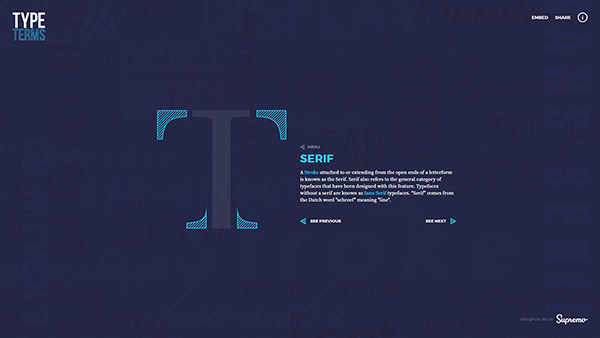 TYPE
TERMS
EMBED SHARE i
T
MENU
SERIF
A Stroke attached to or extending from the open ends of a letterform
is known as the Serif. Serif also refers to the general category of
typefaces that have been designed with this feature. Typefaces
without a serif are known as Sans Serif typefaces. "Serif" comes from
the Dutch word "schreef" meaning "line".
SEE PREVIOUS SEE NEXT
brought to you by Supremo